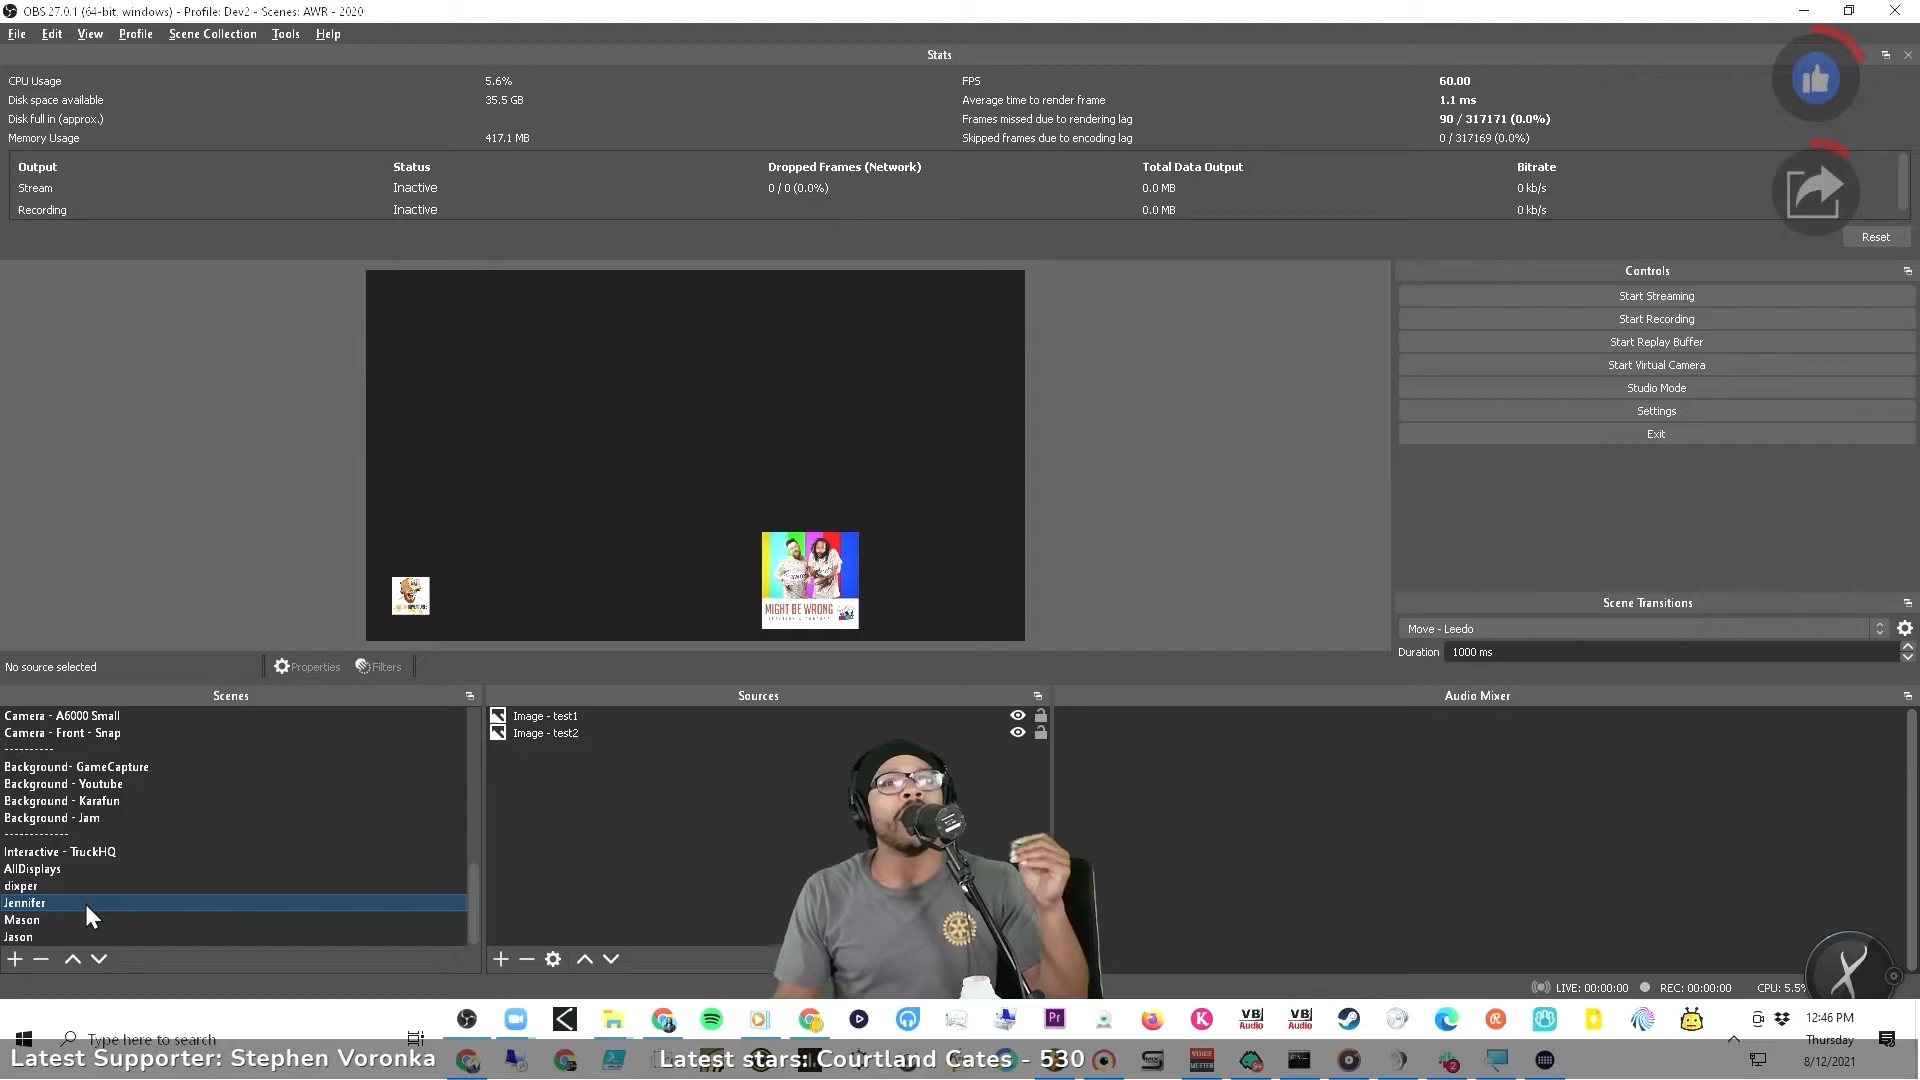 OBS 27.0.1 (64-bit, windows) - Profile: Dev2 - Scenes: AWR - 2020
File Edit View Profile Scene Collection Tools Help
Stats
CPU Usage 5.6% FPS 60.00
Disk space available 35.5 GB Average time to render frame 1.1 ms
Disk full in (approx.) Frames missed due to rendering lag 90 / 317171 (0.0%)
Memory Usage 417.1 MB Skipped frames due to encoding lag 0 / 317169 (0.0%)
Output Status Dropped Frames (Network) Total Data Output Bitrate
Stream Inactive 0 / 0 (0.0%) 0.0 MB 0 kb/s
Recording Inactive 0.0 MB 0 kb/s
Reset
Controls
Start Streaming
Start Recording
Start Replay Buffer
Start Virtual Camera
Studio Mode
Settings
Exit
MIGHT BE WRONG
Scene Transitions
Move - Leedo
Duration 1000 ms
No source selected Properties Filters
Scenes Sources Audio Mixer
Camera - A6000 Small
Camera - Front - Snap
----------
Background- GameCapture
Background - Youtube
Background - Karafun
Background - Jam
-------------
Interactive - TruckHQ
AllDisplays
dixper
Jennifer
Mason
Jason
Image - test1
Image - test2
LIVE: 00:00:00 REC: 00:00:00 CPU: 5.5%
Type here to search
Pr
VB Audio
VB Audio
12:46 PM
Thursday
8/12/2021
Latest Supporter: Stephen Voronka
Latest stars: Courtland Cates - 530